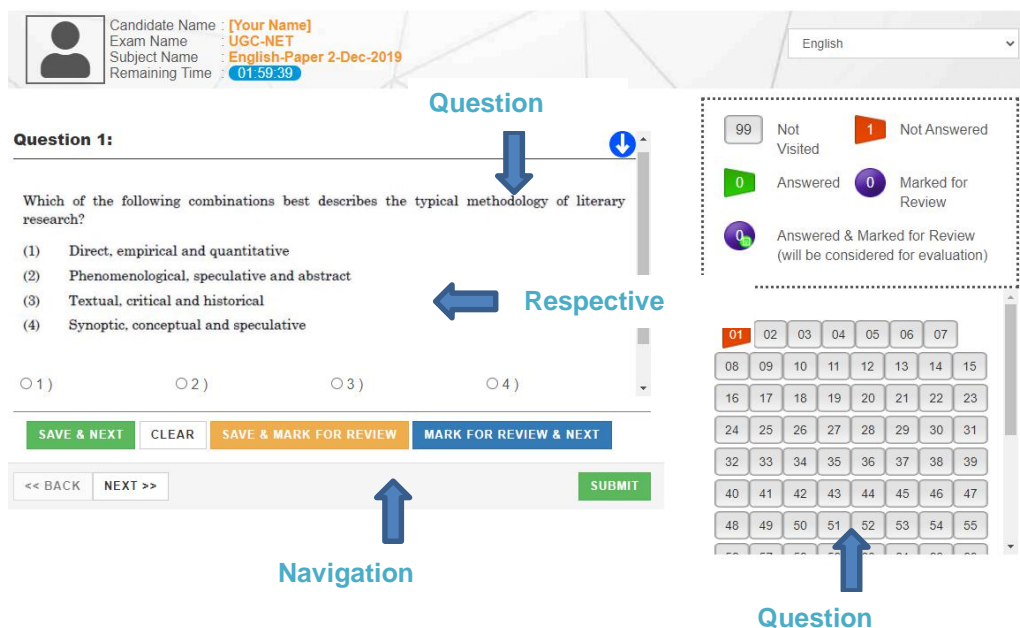 Candidate Name : [Your Name]
Exam Name : UGC-NET
Subject Name : English-Paper 2-Dec-2019
Remaining Time : 01:59:39
English
Question
Question 1:
Which of the following combinations best describes the typical methodology of literary
research?
(1) Direct, empirical and quantitative
(2) Phenomenological, speculative and abstract
(3) Textual, critical and historical
(4) Synoptic, conceptual and speculative
Respective
1 )
2 )
3 )
4 )
SAVE & NEXT
CLEAR
SAVE & MARK FOR REVIEW
MARK FOR REVIEW & NEXT
<< BACK
NEXT >>
SUBMIT
Navigation
99 Not
Visited
1 Not Answered
0 Answered
0 Marked for
Review
0 Answered & Marked for Review
(will be considered for evaluation)
01 02 03 04 05 06 07
08 09 10 11 12 13 14 15
16 17 18 19 20 21 22 23
24 25 26 27 28 29 30 31
32 33 34 35 36 37 38 39
40 41 42 43 44 45 46 47
48 49 50 51 52 53 54 55
Question